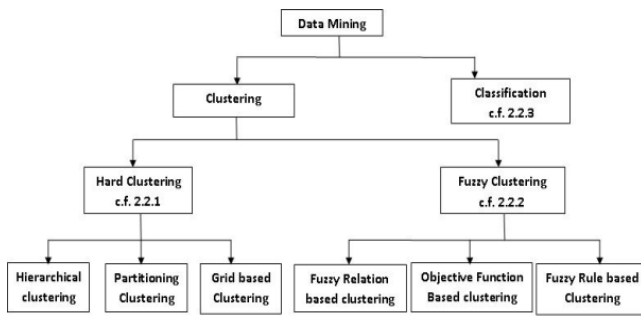 Data Mining
Clustering
Classification
c.f. 2.2.3
Hard Clustering
c.f. 2.2.1
Fuzzy Clustering
c.f. 2.2.2
Hierarchical
clustering
Partitioning
Clustering
Grid based
Clustering
Fuzzy Relation
based clustering
Objective Function
Based clustering
Fuzzy Rule based
Clustering